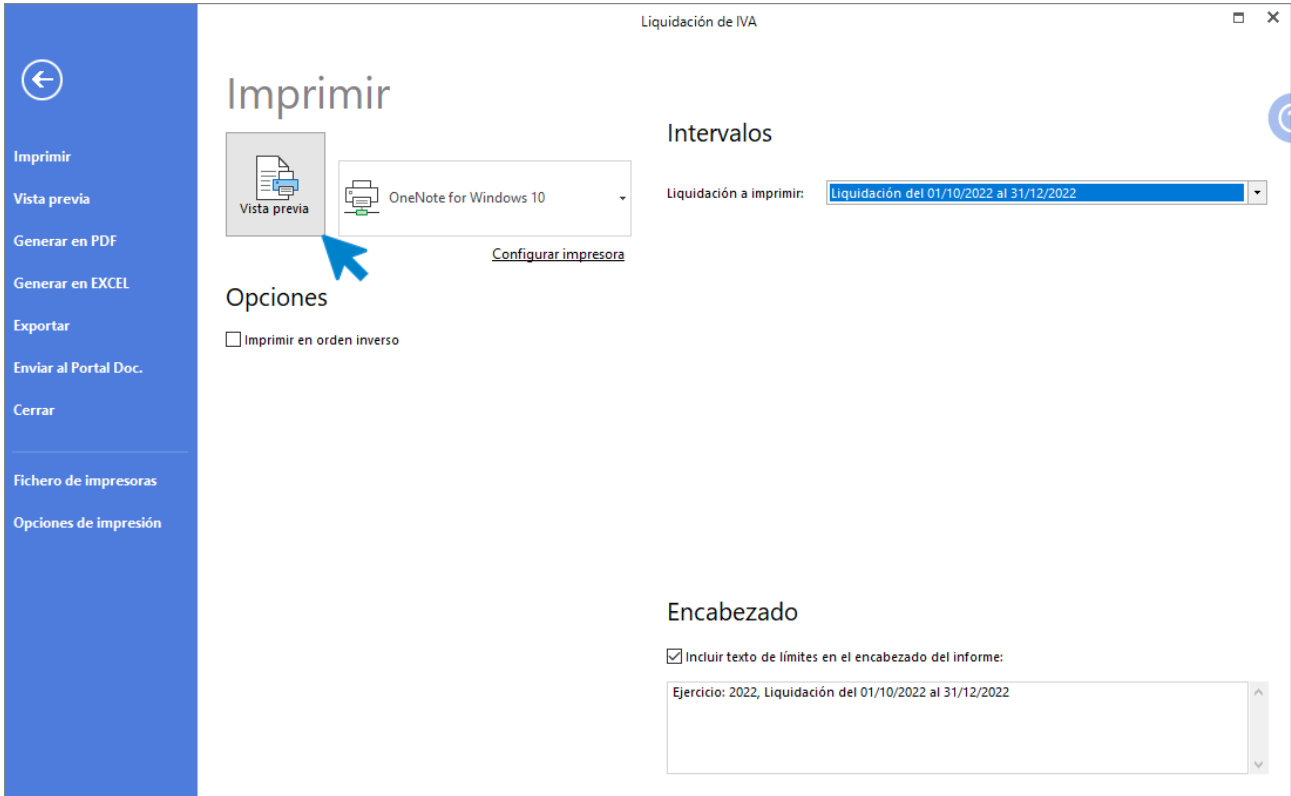 Liquidación de IVA
Imprimir
Vista previa
Generar en PDF
Generar en EXCEL
Exportar
Enviar al Portal Doc.
Cerrar
Fichero de impresoras
Opciones de impresión
Imprimir
Vista previa
OneNote for Windows 10
Configurar impresora
Opciones
Imprimir en orden inverso
Intervalos
Liquidación a imprimir: Liquidación del 01/10/2022 al 31/12/2022
Encabezado
Incluir texto de límites en el encabezado del informe:
Ejercicio: 2022, Liquidación del 01/10/2022 al 31/12/2022